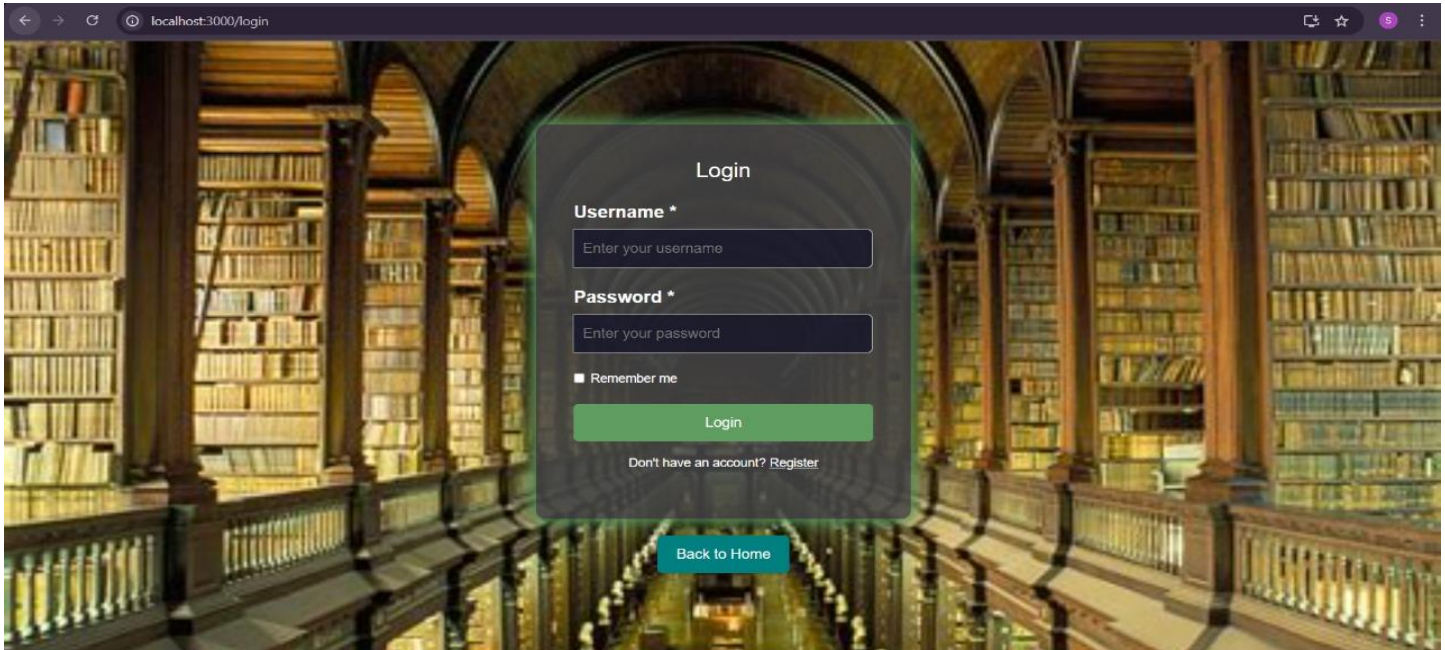 localhost:3000/login
S
Login
Username *
Enter your username
Password *
Enter your password
Remember me
Login
Don't have an account? Register
Back to Home